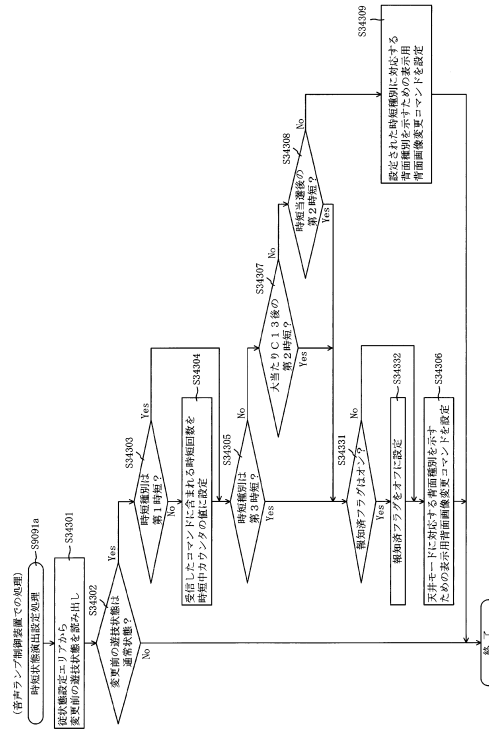 (音声ランプ制御装置での処理)
時短状態演出設定処理
S9091a
従状態設定エリアから
変更前の遊技状態を読み出し
S34301
変更前の遊技状態は
通常状態?
S34302
Yes
No
時短種別は
第1時短?
S34303
Yes
No
受信したコマンドに含まれる時短回数を
時短中カウンタの値に設定
S34304
時短種別は
第3時短?
S34305
No
Yes
大当たりC13後の
第2時短?
S34307
No
Yes
時短当選後の
第2時短?
S34308
No
Yes
設定された時短種別に対応する
背面種別を示すための表示用
背面画像変更コマンドを設定
S34309
報知済フラグはオン?
S34331
No
Yes
報知済フラグをオフに設定
S34332
天井モードに対応する背面種別を示す
ための表示用背面画像変更コマンドを設定
S34306
終了